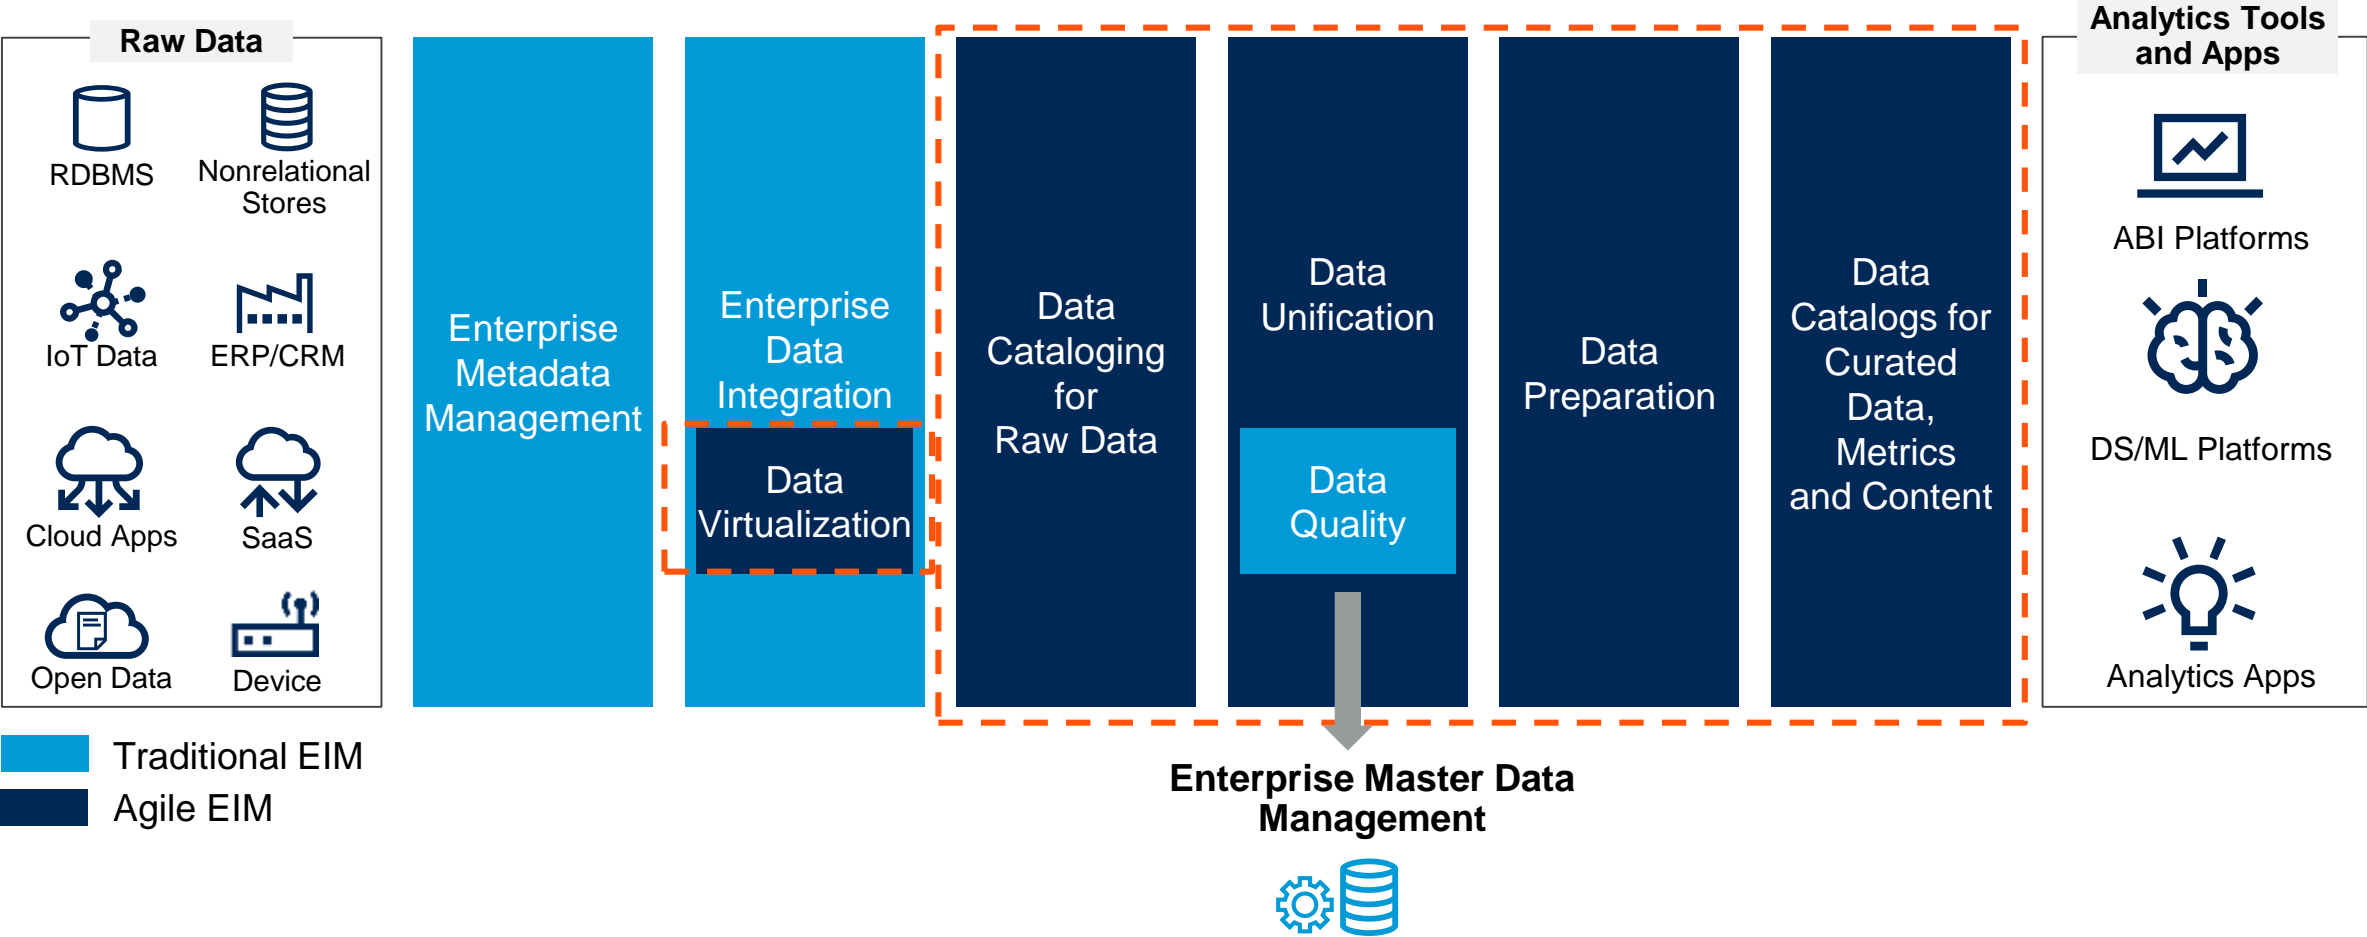 Raw Data
RDBMS
Nonrelational
Stores
IoT Data
ERP/CRM
Cloud Apps
SaaS
Open Data
Device
Enterprise
Metadata
Management
Enterprise
Data
Integration
Data
Virtualization
Data
Cataloging
for
Raw Data
Data
Unification
Data
Quality
Data
Preparation
Data
Catalogs for
Curated
Data,
Metrics
and Content
Analytics Tools
and Apps
ABI Platforms
DS/ML Platforms
Analytics Apps
Traditional EIM
Agile EIM
Enterprise Master Data
Management